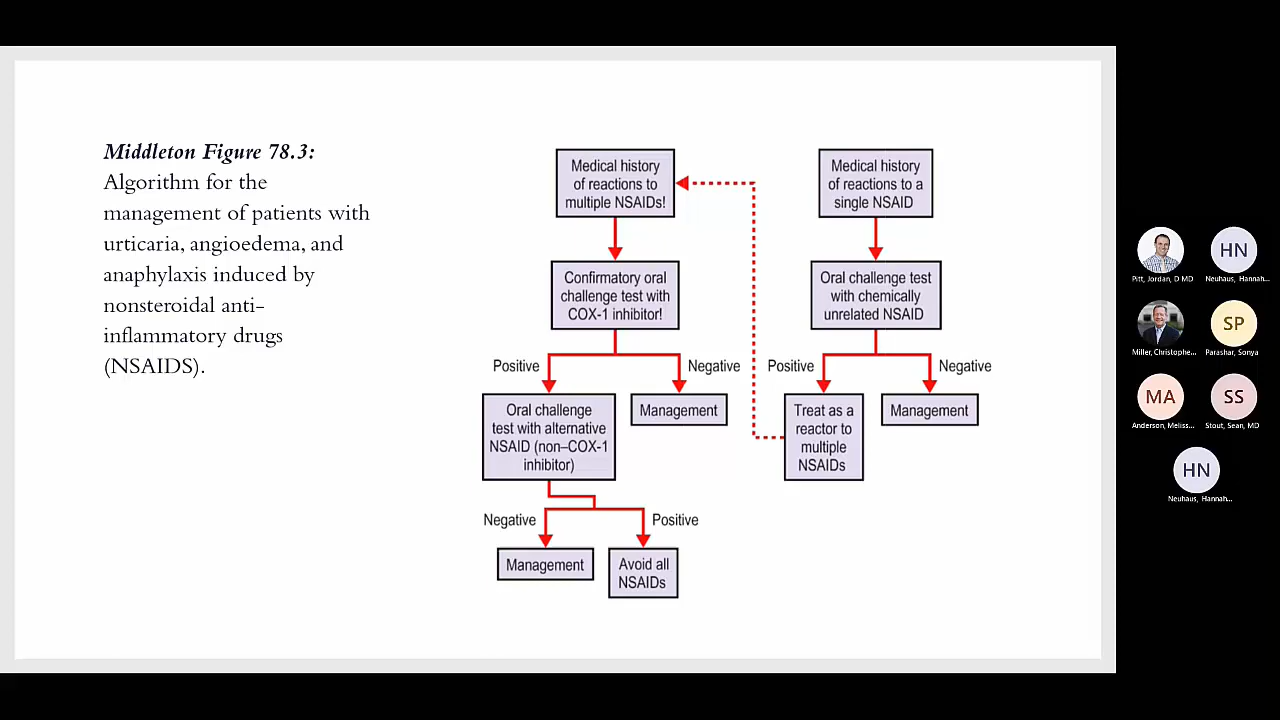 Middleton Figure 78.3:
Algorithm for the
management of patients with
urticaria, angioedema, and
anaphylaxis induced by
nonsteroidal anti-
inflammatory drugs
(NSAIDS).
Medical history
of reactions to
multiple NSAIDs!
Confirmatory oral
challenge test with
COX-1 inhibitor!
Positive
Negative
Oral challenge
test with alternative
NSAID (non–COX-1
inhibitor)
Management
Negative
Positive
Management
Avoid all
NSAIDs
Medical history
of reactions to a
single NSAID
Oral challenge test
with chemically
unrelated NSAID
Positive
Negative
Treat as a
reactor to
multiple
NSAIDs
Management
Pitt, Jordan, D MD
HN
Neuhaus, Hannah...
Miller, Christophe...
SP
Parashar, Sonya
MA
Anderson, Meliss...
SS
Stout, Sean, MD
HN
Neuhaus, Hannah...